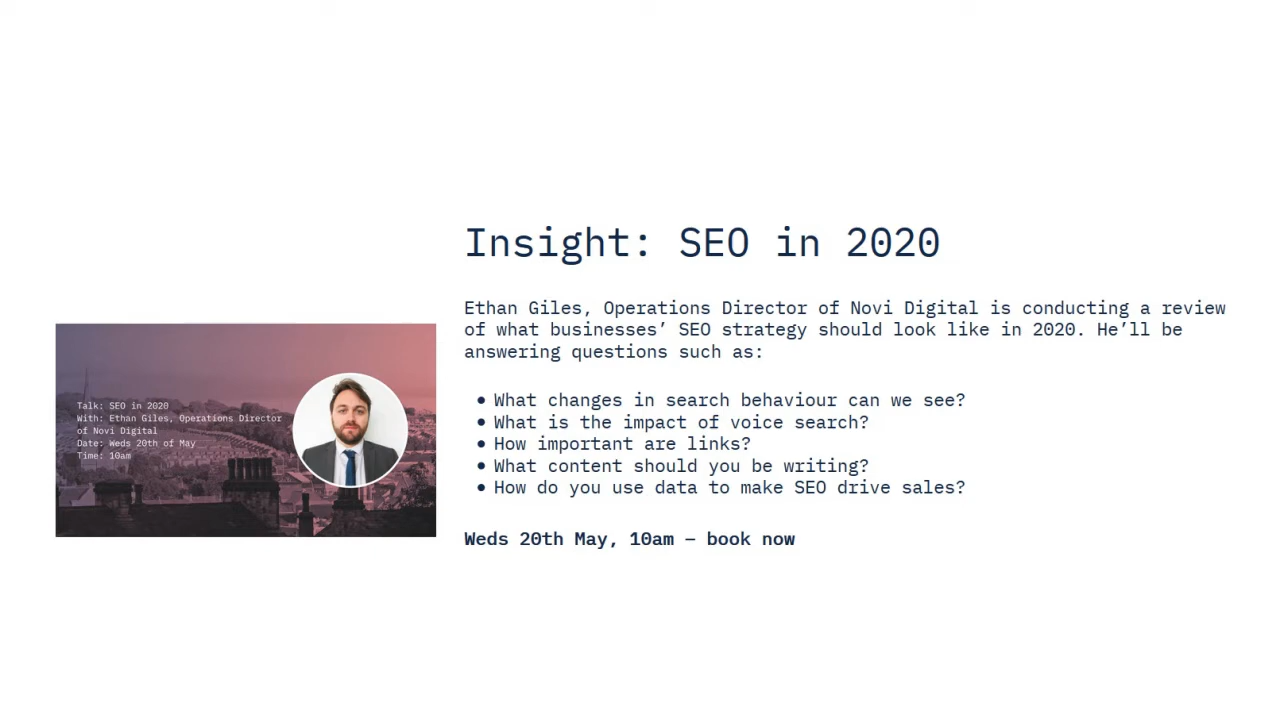 Insight: SEO in 2020
Ethan Giles, Operations Director of Novi Digital is conducting a review
of what businesses’ SEO strategy should look like in 2020. He’ll be
answering questions such as:
• What changes in search behaviour can we see?
• What is the impact of voice search?
• How important are links?
• What content should you be writing?
• How do you use data to make SEO drive sales?
Weds 20th May, 10am – book now
Talk: SEO in 2020
With: Ethan Giles, Operations Director
of Novi Digital
Date: Weds 20th of May
Time: 10am